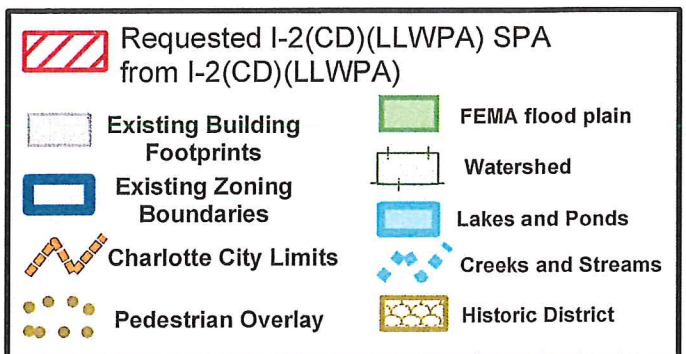 Requested I-2(CD)(LLWPA) SPA
from I-2(CD)(LLWPA)
Existing Building
Footprints
Existing Zoning
Boundaries
Charlotte City Limits
Pedestrian Overlay
FEMA flood plain
Watershed
Lakes and Ponds
Creeks and Streams
Historic District